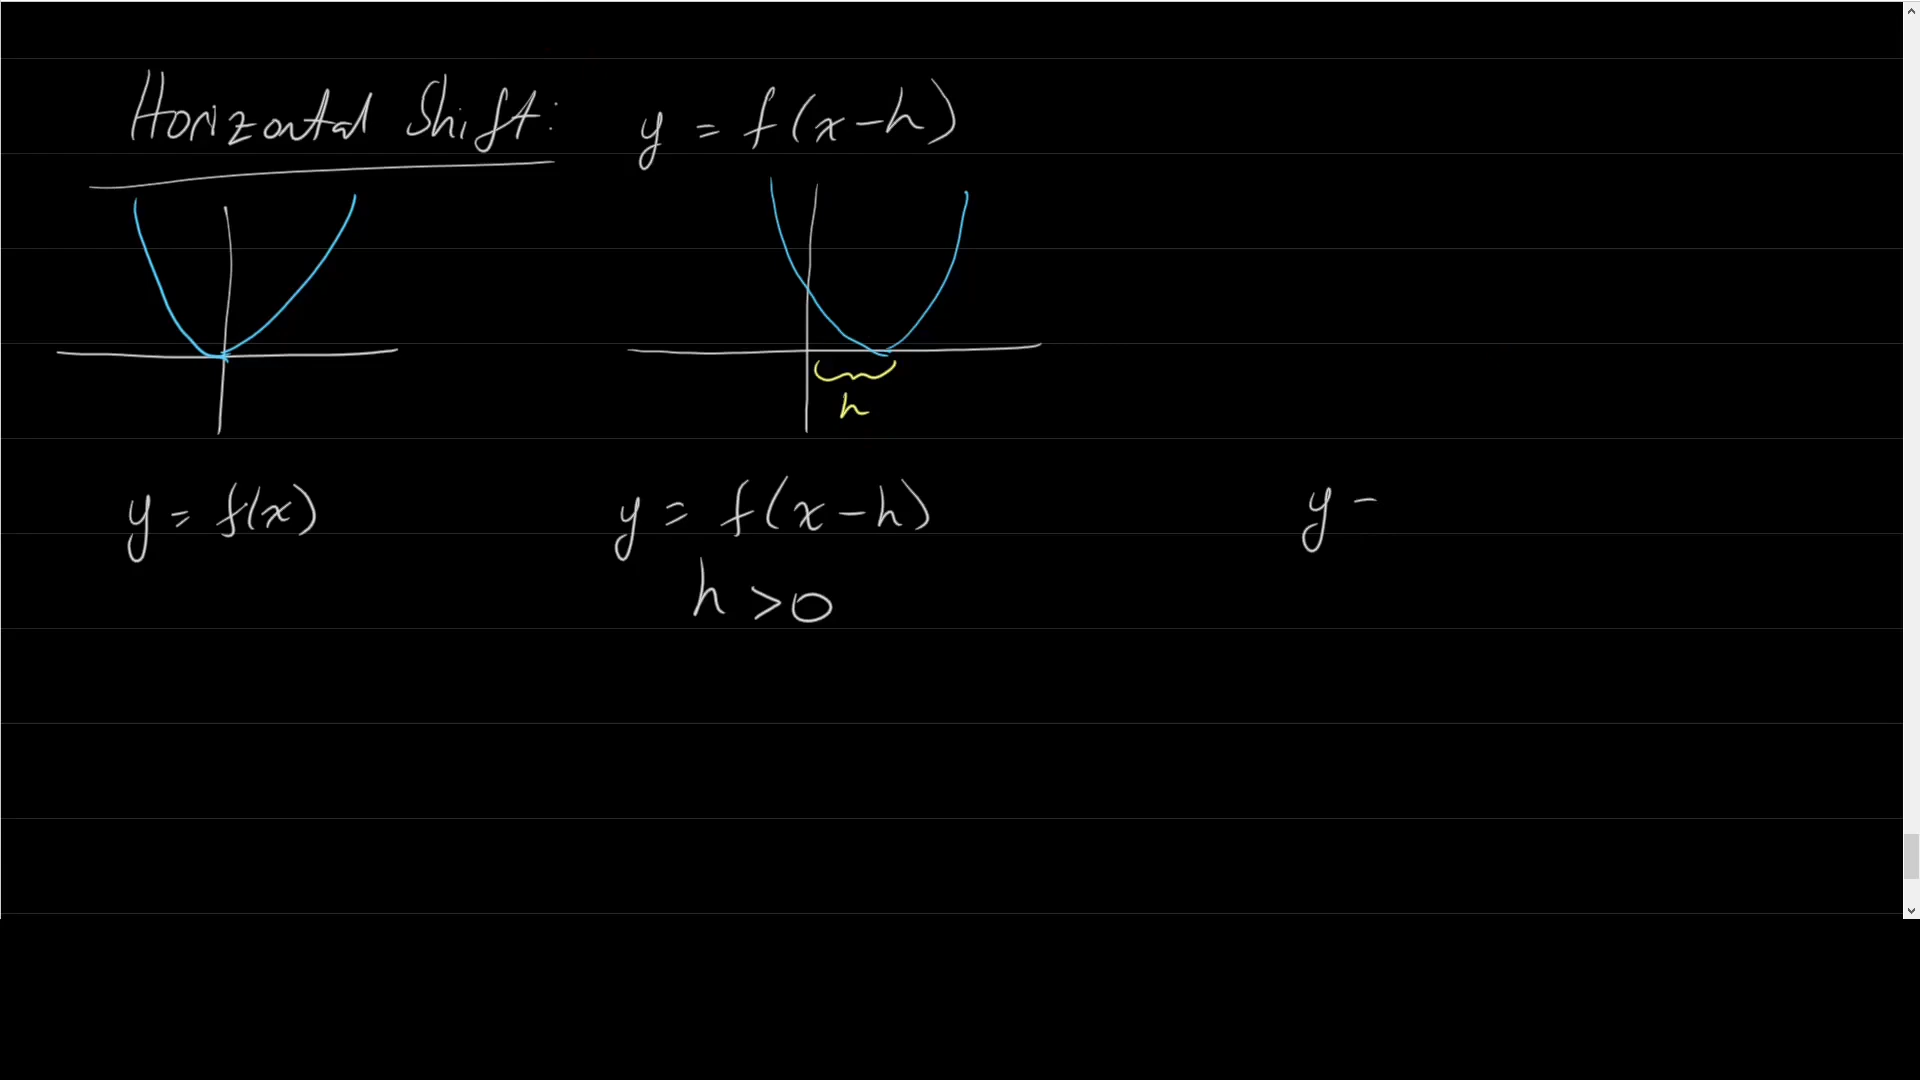 Horizontal Shift: y = f(x-h)
h
y = f(x) y = f(x-h) y -
h > 0